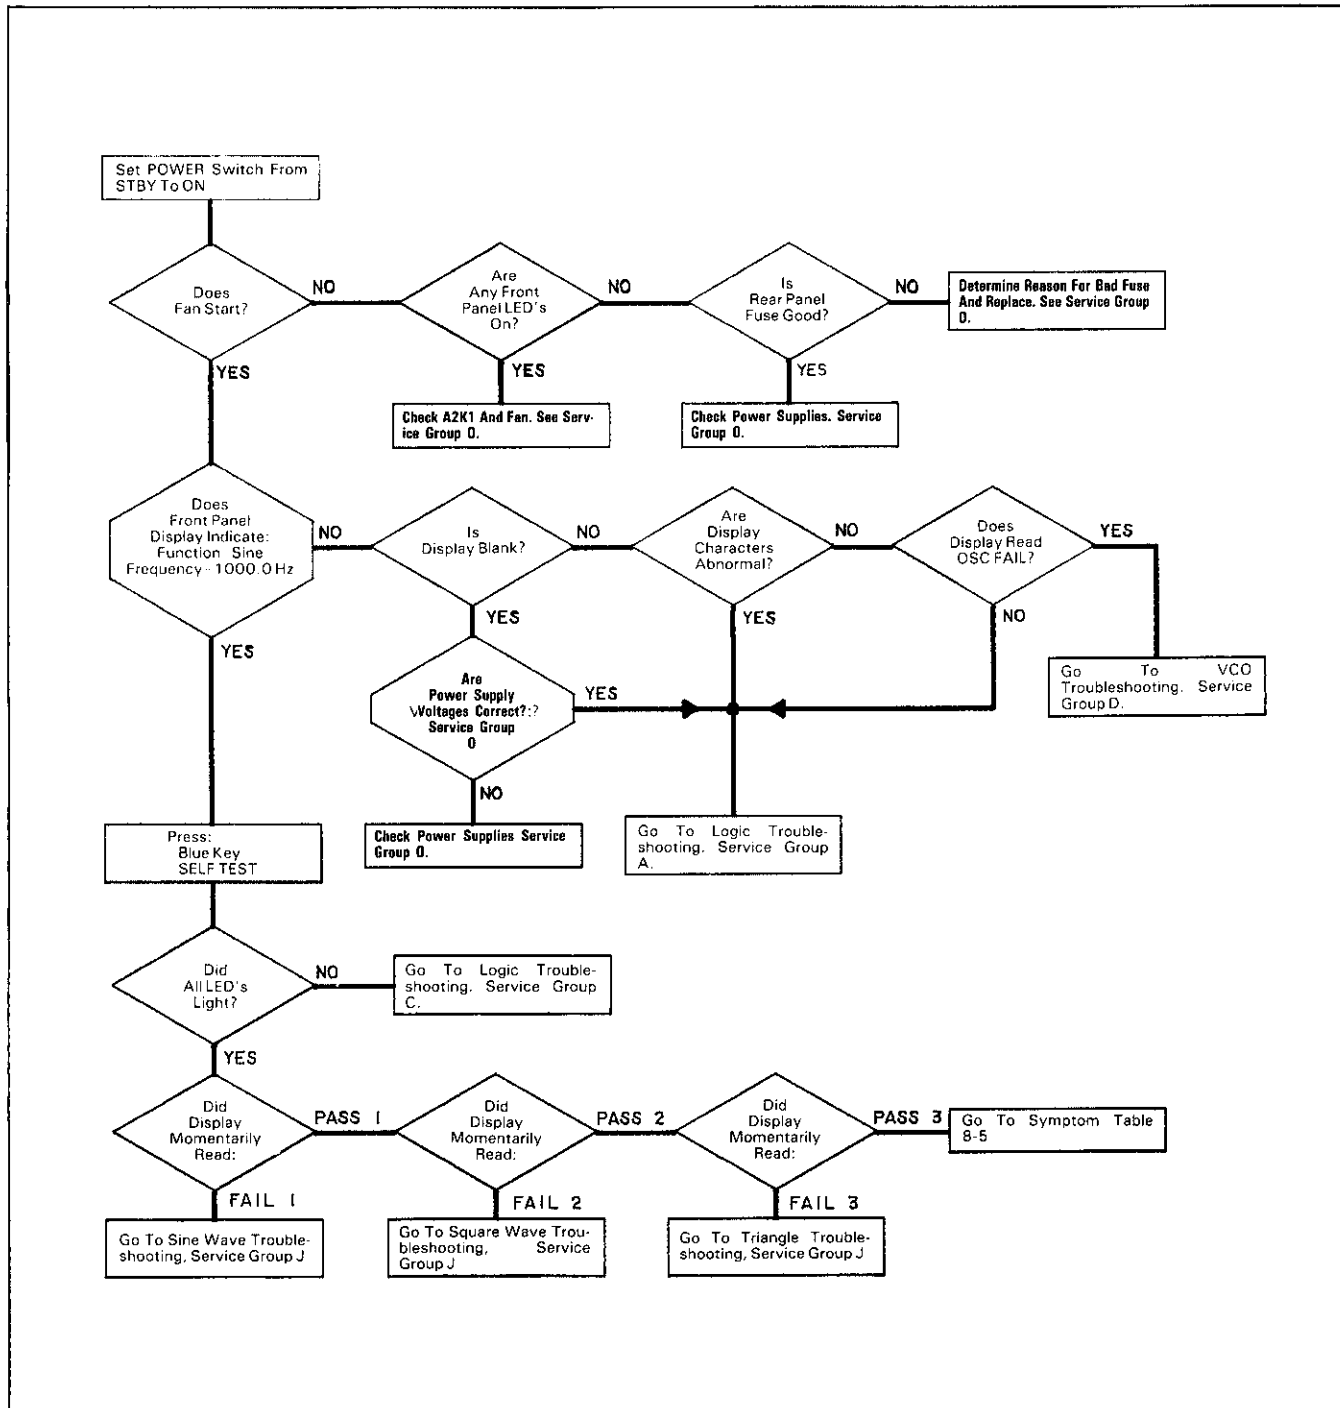 Set POWER Switch From
STBY To ON
Does
Fan Start?
NO
Are
Any Front
Panel LED's
On?
NO
Is
Rear Panel
Fuse Good?
NO
Determine Reason For Bad Fuse
And Replace. See Service Group
O.
YES
YES
YES
Check A2K1 And Fan. See Serv-
ice Group O.
Check Power Supplies. Service
Group O.
Does
Front Panel
Display Indicate:
Function Sine
Frequency - 1000.0 Hz
NO
Is
Display Blank?
NO
Are
Display
Characters
Abnormal?
NO
Does
Display Read
OSC FAIL?
YES
YES
YES
YES
NO
Are
Power Supply
Voltages Correct?:?
Service Group
O
YES
Go To VCO
Troubleshooting. Service
Group D.
NO
Press:
Blue Key
SELF TEST
Check Power Supplies Service
Group O.
Go To Logic Trouble-
shooting. Service Group
A.
Did
All LED's
Light?
NO
Go To Logic Trouble-
shooting. Service Group
C.
YES
Did
Display
Momentarily
Read:
PASS 1
Did
Display
Momentarily
Read:
PASS 2
Did
Display
Momentarily
Read:
PASS 3
Go To Symptom Table
8-5
FAIL 1
FAIL 2
FAIL 3
Go To Sine Wave Trouble-
shooting, Service Group J
Go To Square Wave Trou-
bleshooting, Service
Group J
Go To Triangle Trouble-
shooting, Service Group J